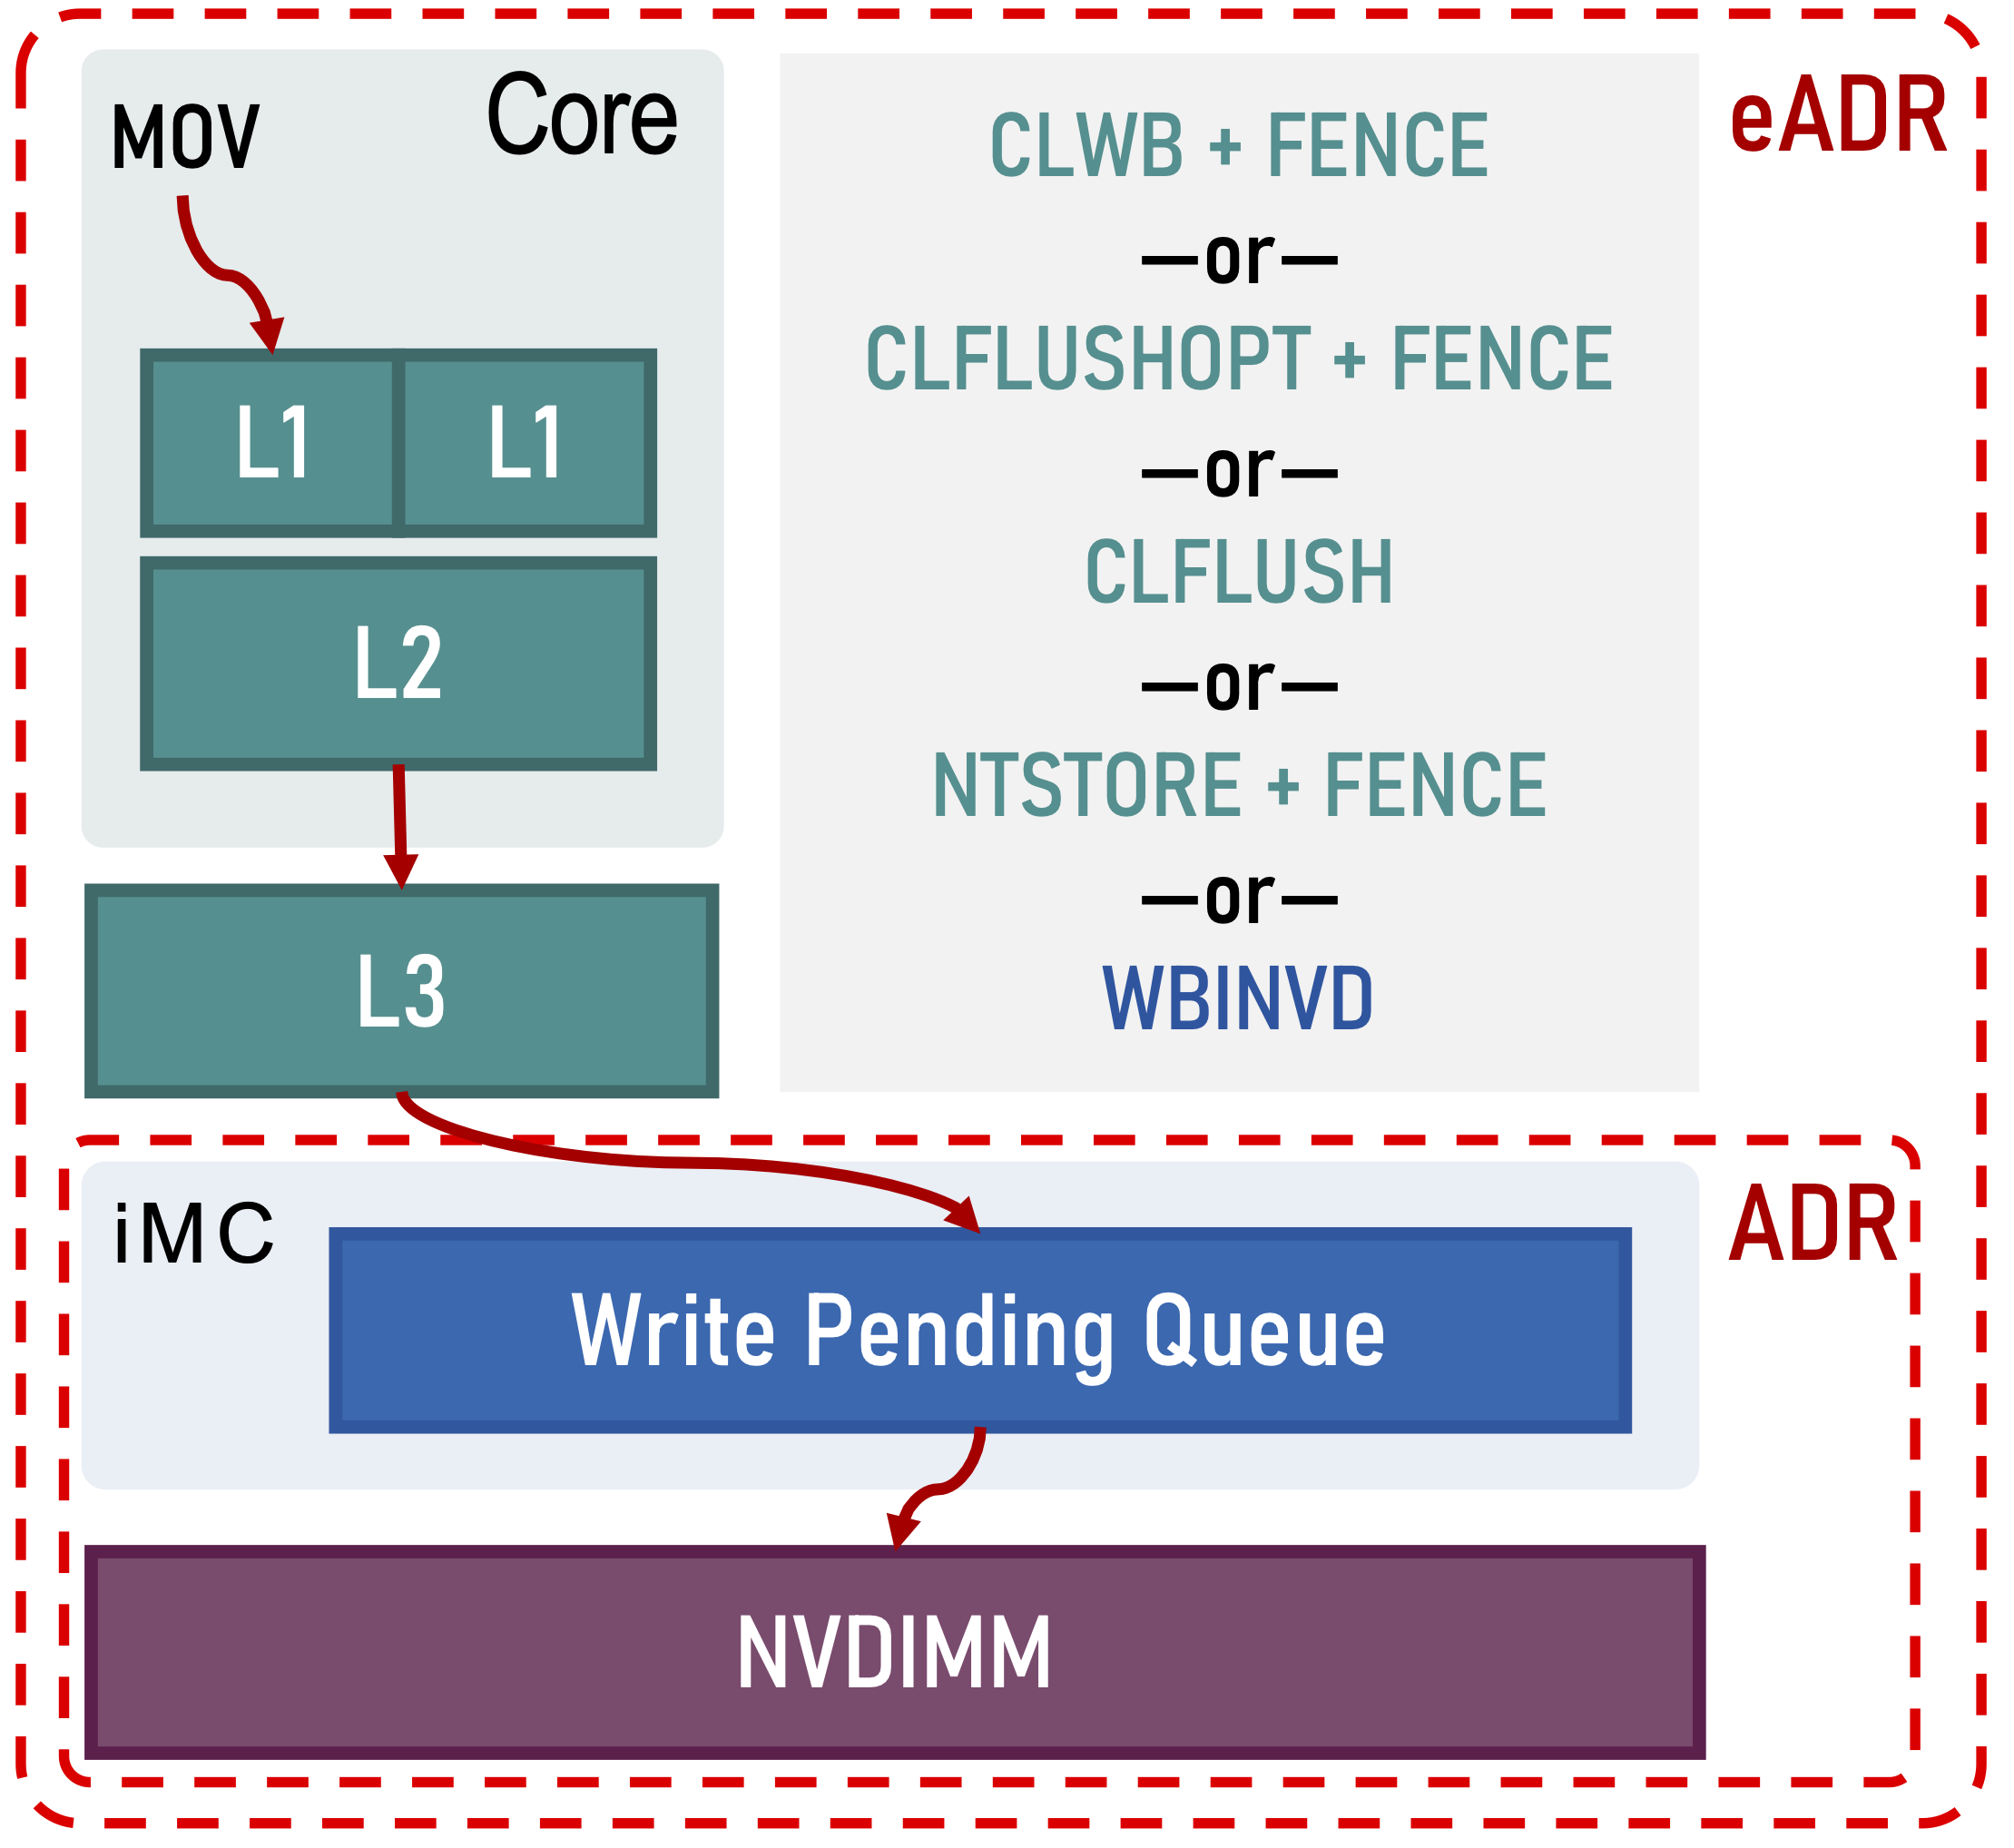 MOV
Core
L1
L1
L2
L3
CLWB + FENCE
—or—
CLFLUSHOPT + FENCE
—or—
CLFLUSH
—or—
NTSTORE + FENCE
—or—
WBINVD
eADR
iMC
Write Pending Queue
ADR
NVDIMM